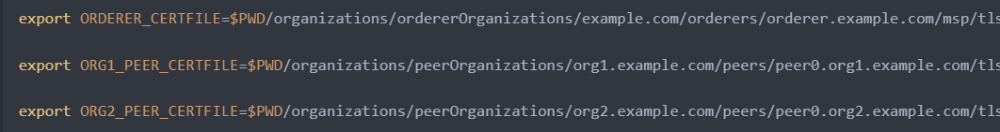 export ORDERER_CERTFILE=$PWD/organizations/ordererOrganizations/example.com/orderers/orderer.example.com/msp/tls
export ORG1_PEER_CERTFILE=$PWD/organizations/peerOrganizations/org1.example.com/peers/peer0.org1.example.com/tls
export ORG2_PEER_CERTFILE=$PWD/organizations/peerOrganizations/org2.example.com/peers/peer0.org2.example.com/tls